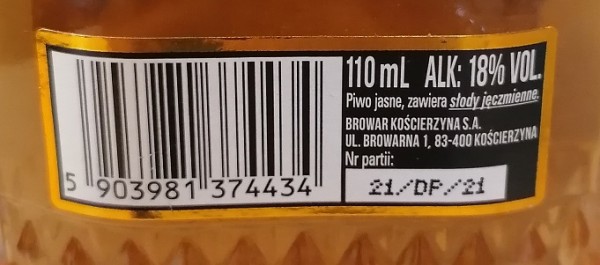 110 mL ALK: 18% VOL.
Piwo jasne, zawiera słody jęczmienne.
BROWAR KOŚCIERZYNA S.A.
UL. BROWARNA 1, 83-400 KOŚCIERZYNA
Nr partii:
21/DP/21
5 903981 374434